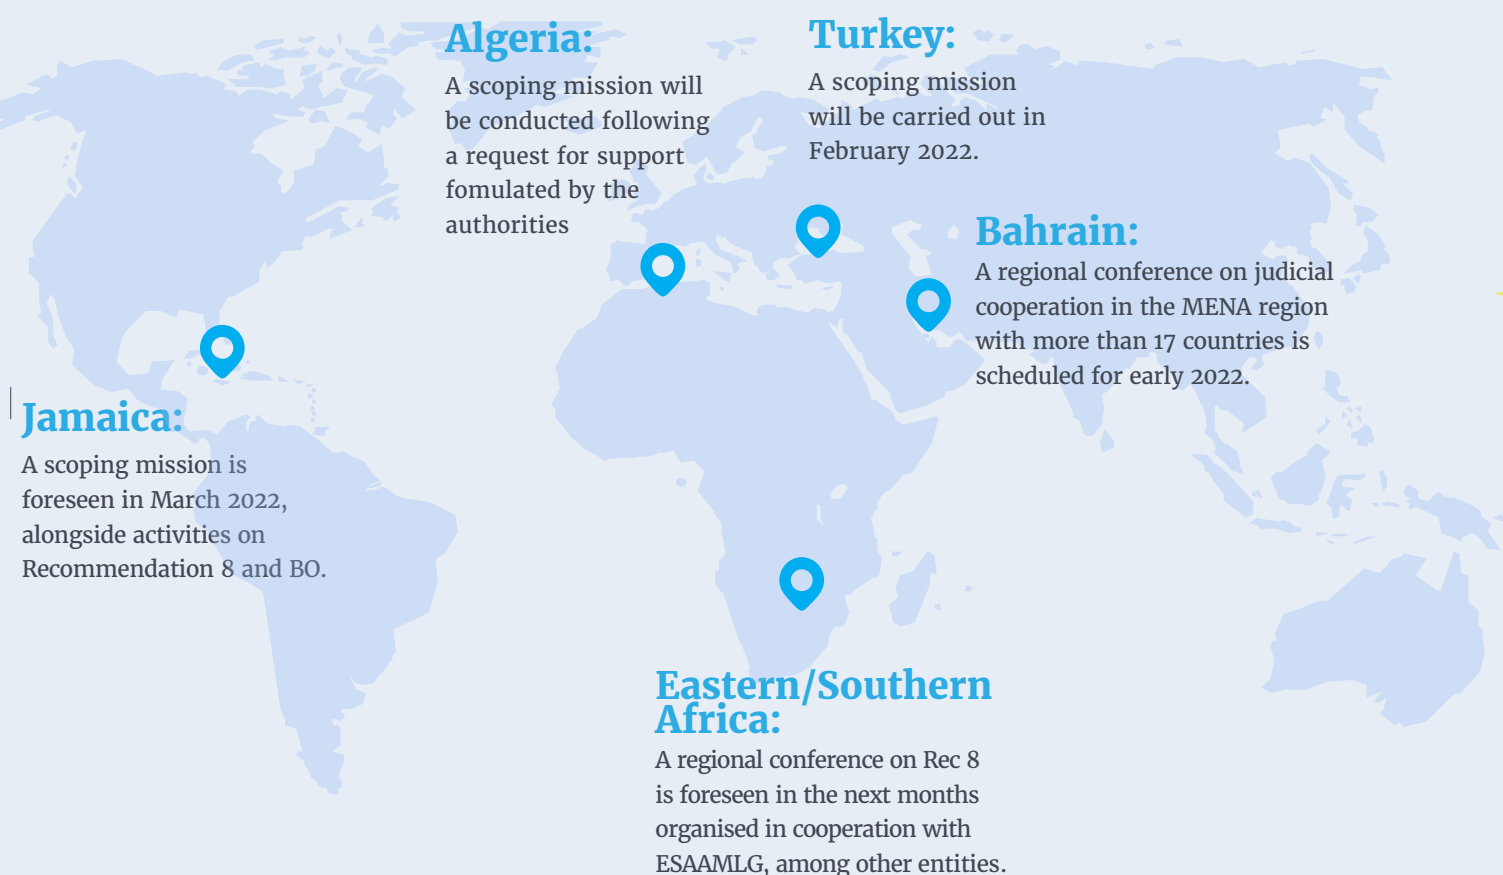 Algeria:
A scoping mission will
be conducted following
a request for support
fomulated by the
authorities
Turkey:
A scoping mission
will be carried out in
February 2022.
Bahrain:
A regional conference on judicial
cooperation in the MENA region
with more than 17 countries is
scheduled for early 2022.
Jamaica:
A scoping mission is
foreseen in March 2022,
alongside activities on
Recommendation 8 and BO.
Eastern/Southern
Africa:
A regional conference on Rec 8
is foreseen in the next months
organised in cooperation with
ESAAMLG, among other entities.